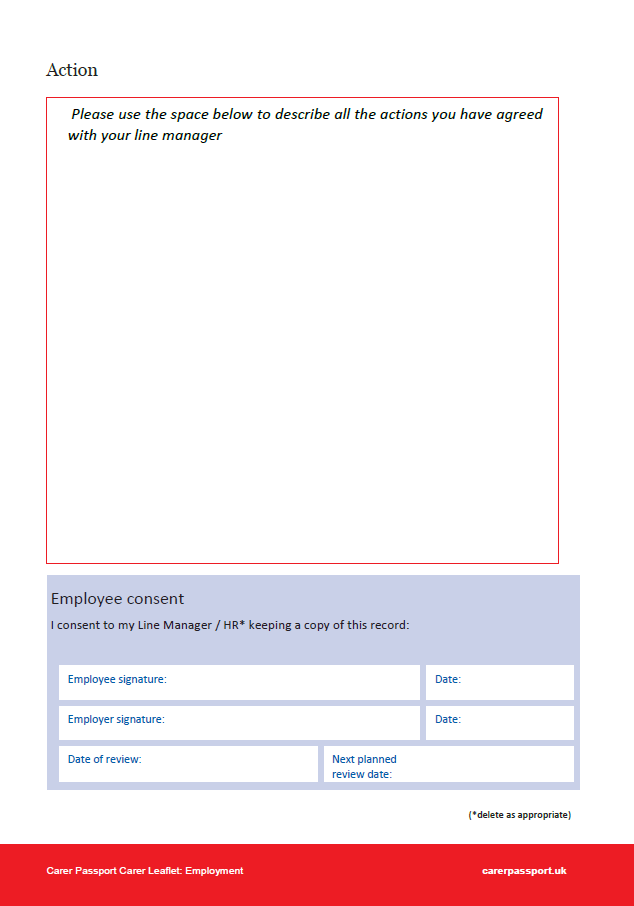 Action
Please use the space below to describe all the actions you have agreed
with your line manager
Employee consent
I consent to my Line Manager / HR* keeping a copy of this record:
Employee signature:
Date:
Employer signature:
Date:
Date of review:
Next planned
review date:
(*delete as appropriate)
Carer Passport Carer Leaflet: Employment
carerpassport.uk